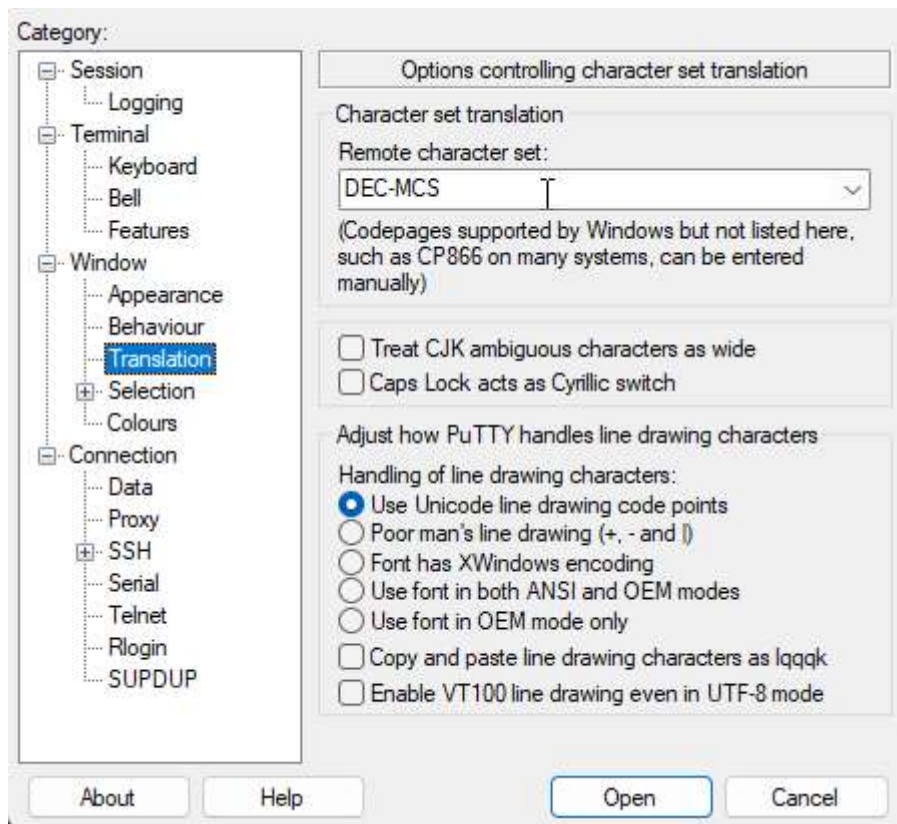 Category:
Session
Logging
Terminal
Keyboard
Bell
Features
Window
Appearance
Behaviour
Translation
Selection
Colours
Connection
Data
Proxy
SSH
Serial
Telnet
Rlogin
SUPDUP
Options controlling character set translation
Character set translation
Remote character set:
DEC-MCS
(Codepages supported by Windows but not listed here,
such as CP866 on many systems, can be entered
manually)
Treat CJK ambiguous characters as wide
Caps Lock acts as Cyrillic switch
Adjust how PuTTY handles line drawing characters
Handling of line drawing characters:
Use Unicode line drawing code points
Poor man's line drawing (+, - and |)
Font has XWindows encoding
Use font in both ANSI and OEM modes
Use font in OEM mode only
Copy and paste line drawing characters as lqqqk
Enable VT100 line drawing even in UTF-8 mode
About
Help
Open
Cancel